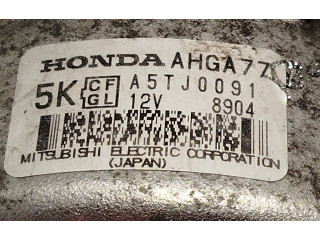 HONDA AHGA77
5K CF GL A5TJ0091
12V 8904
MITSUBISHI ELECTRIC CORPORATION
(JAPAN)